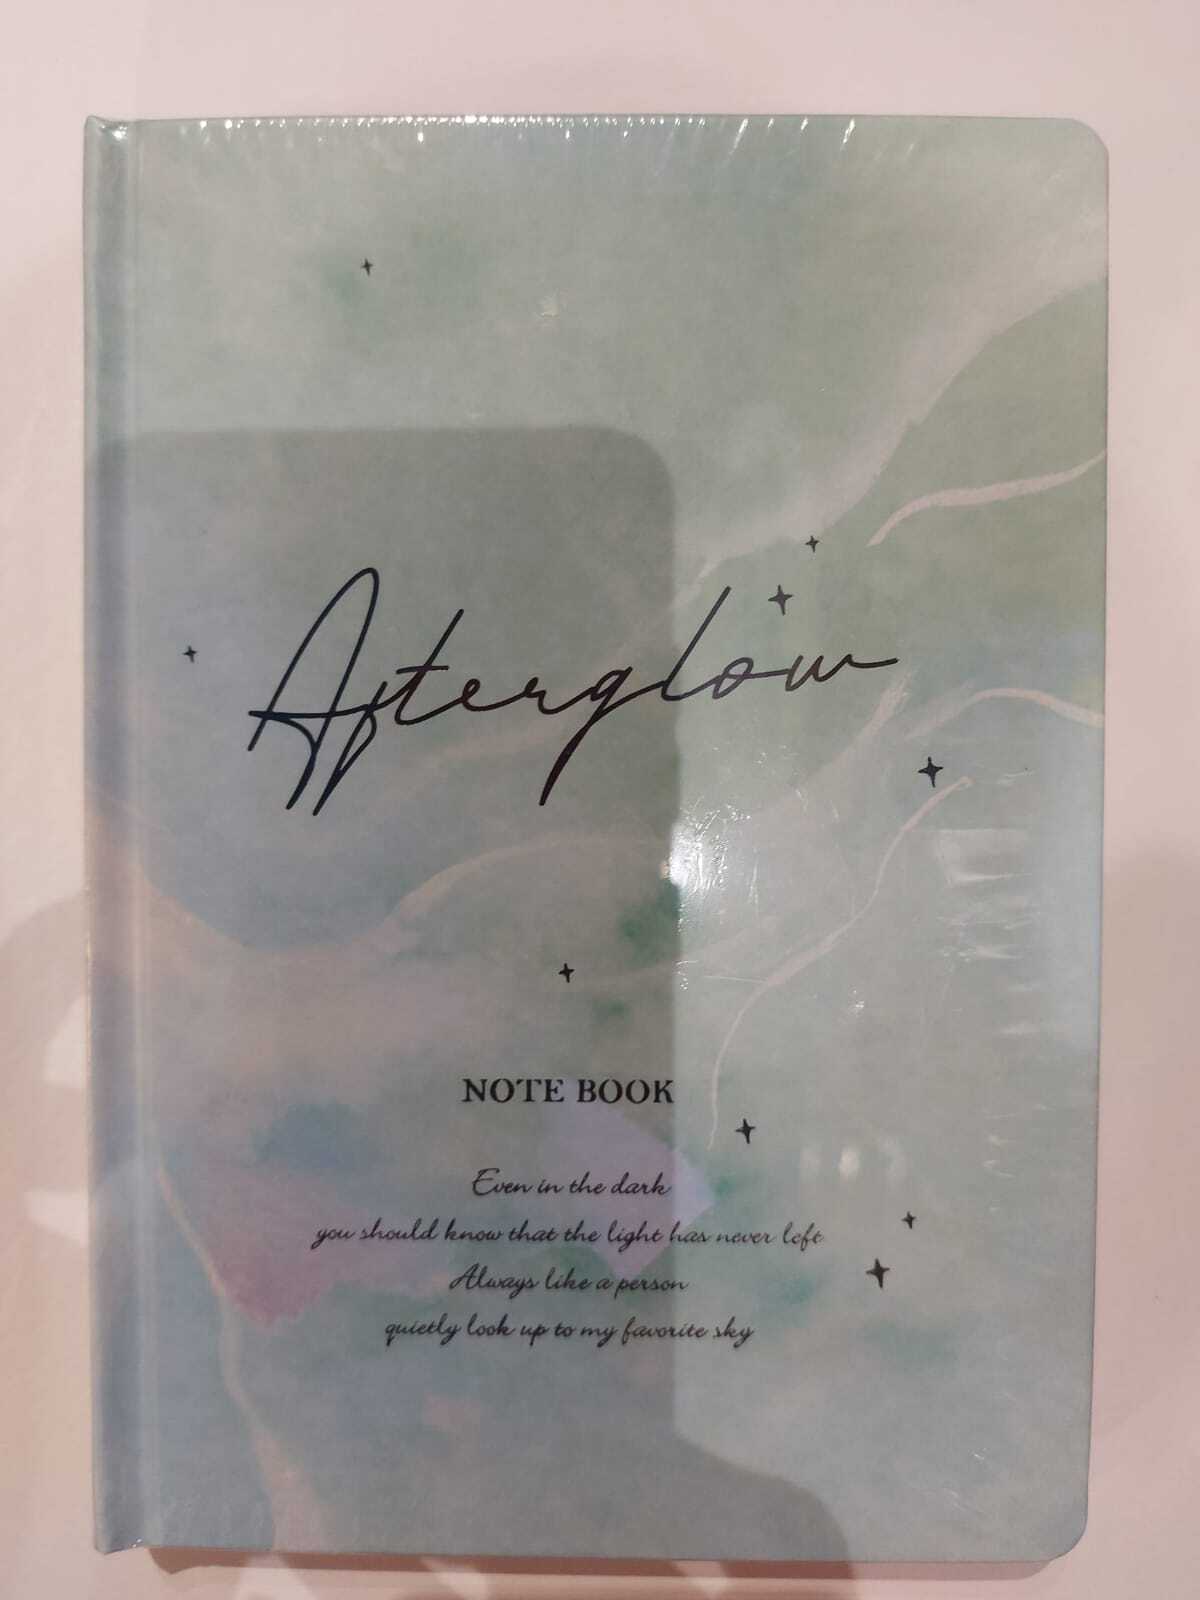 Afterglow
NOTE BOOK
Even in the dark
you should know that the light has never left
Always like a person
quietly look up to my favorite sky